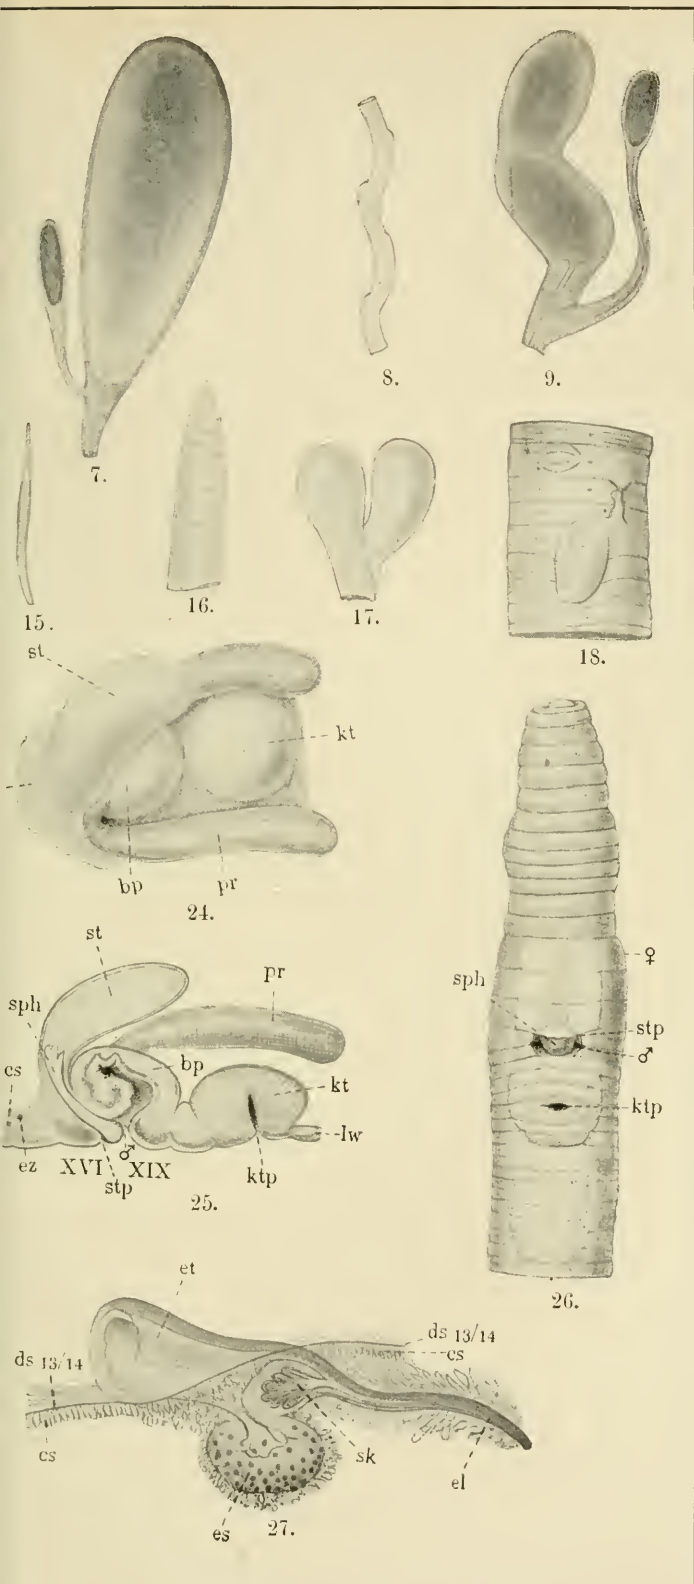 8.
9.
7.
15.
16.
17.
18.
st
kt
bp
pr
24.
st
pr
sph
bp
cs
kt
lw
ez
XVI
♂
XIX
stp
ktp
25.
♀
sph
stp
♂
ktp
26.
et
ds 13/14
cs
ds 13/14
cs
sk
el
es
27.